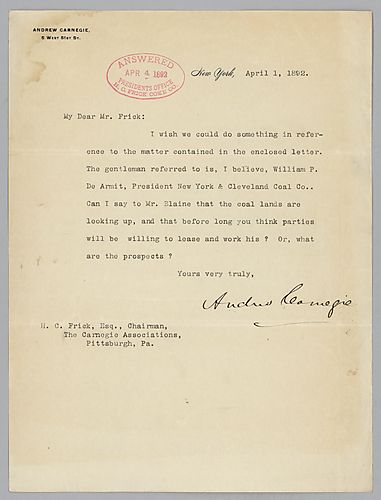 ANDREW CARNEGIE,
5 WEST 51ST ST.
ANSWERED
APR 4 1892
PRESIDENTS OFFICE
H. C. FRICK COKE CO.
New York, April 1, 1892.
My Dear Mr. Frick:
I wish we could do something in refer-
ence to the matter contained in the enclosed letter.
The gentleman referred to is, I believe, William P.
De Armit, President New York & Cleveland Coal Co..
Can I say to Mr. Blaine that the coal lands are
looking up, and that before long you think parties
will be willing to lease and work his ? Or, what
are the prospects ?
Yours very truly,
Andrew Carnegie
H. C. Frick, Esq., Chairman,
The Carnegie Associations,
Pittsburgh, Pa.